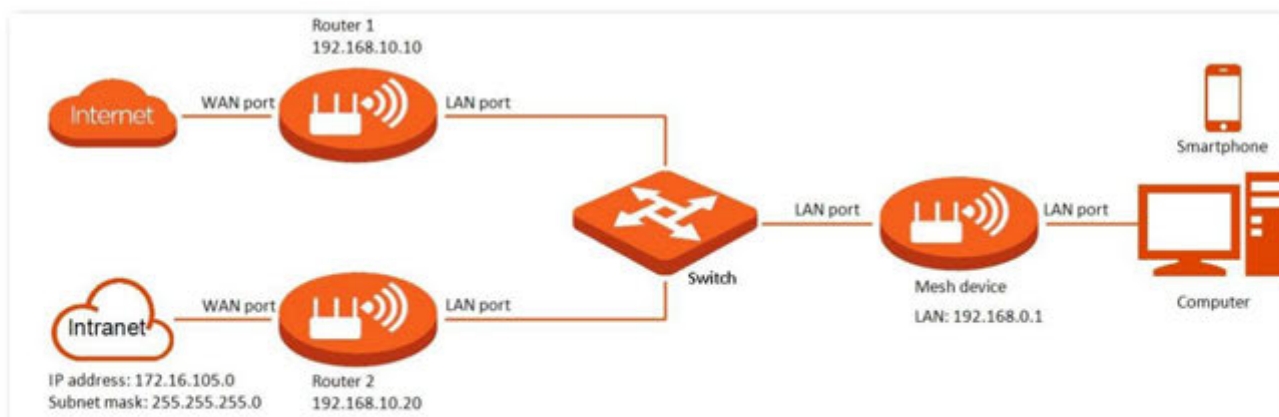 Router 1
192.168.10.10
Internet
WAN port
LAN port
Smartphone
LAN port
LAN port
Switch
Mesh device
LAN: 192.168.0.1
Computer
Intranet
WAN port
LAN port
IP address: 172.16.105.0
Subnet mask: 255.255.255.0
Router 2
192.168.10.20